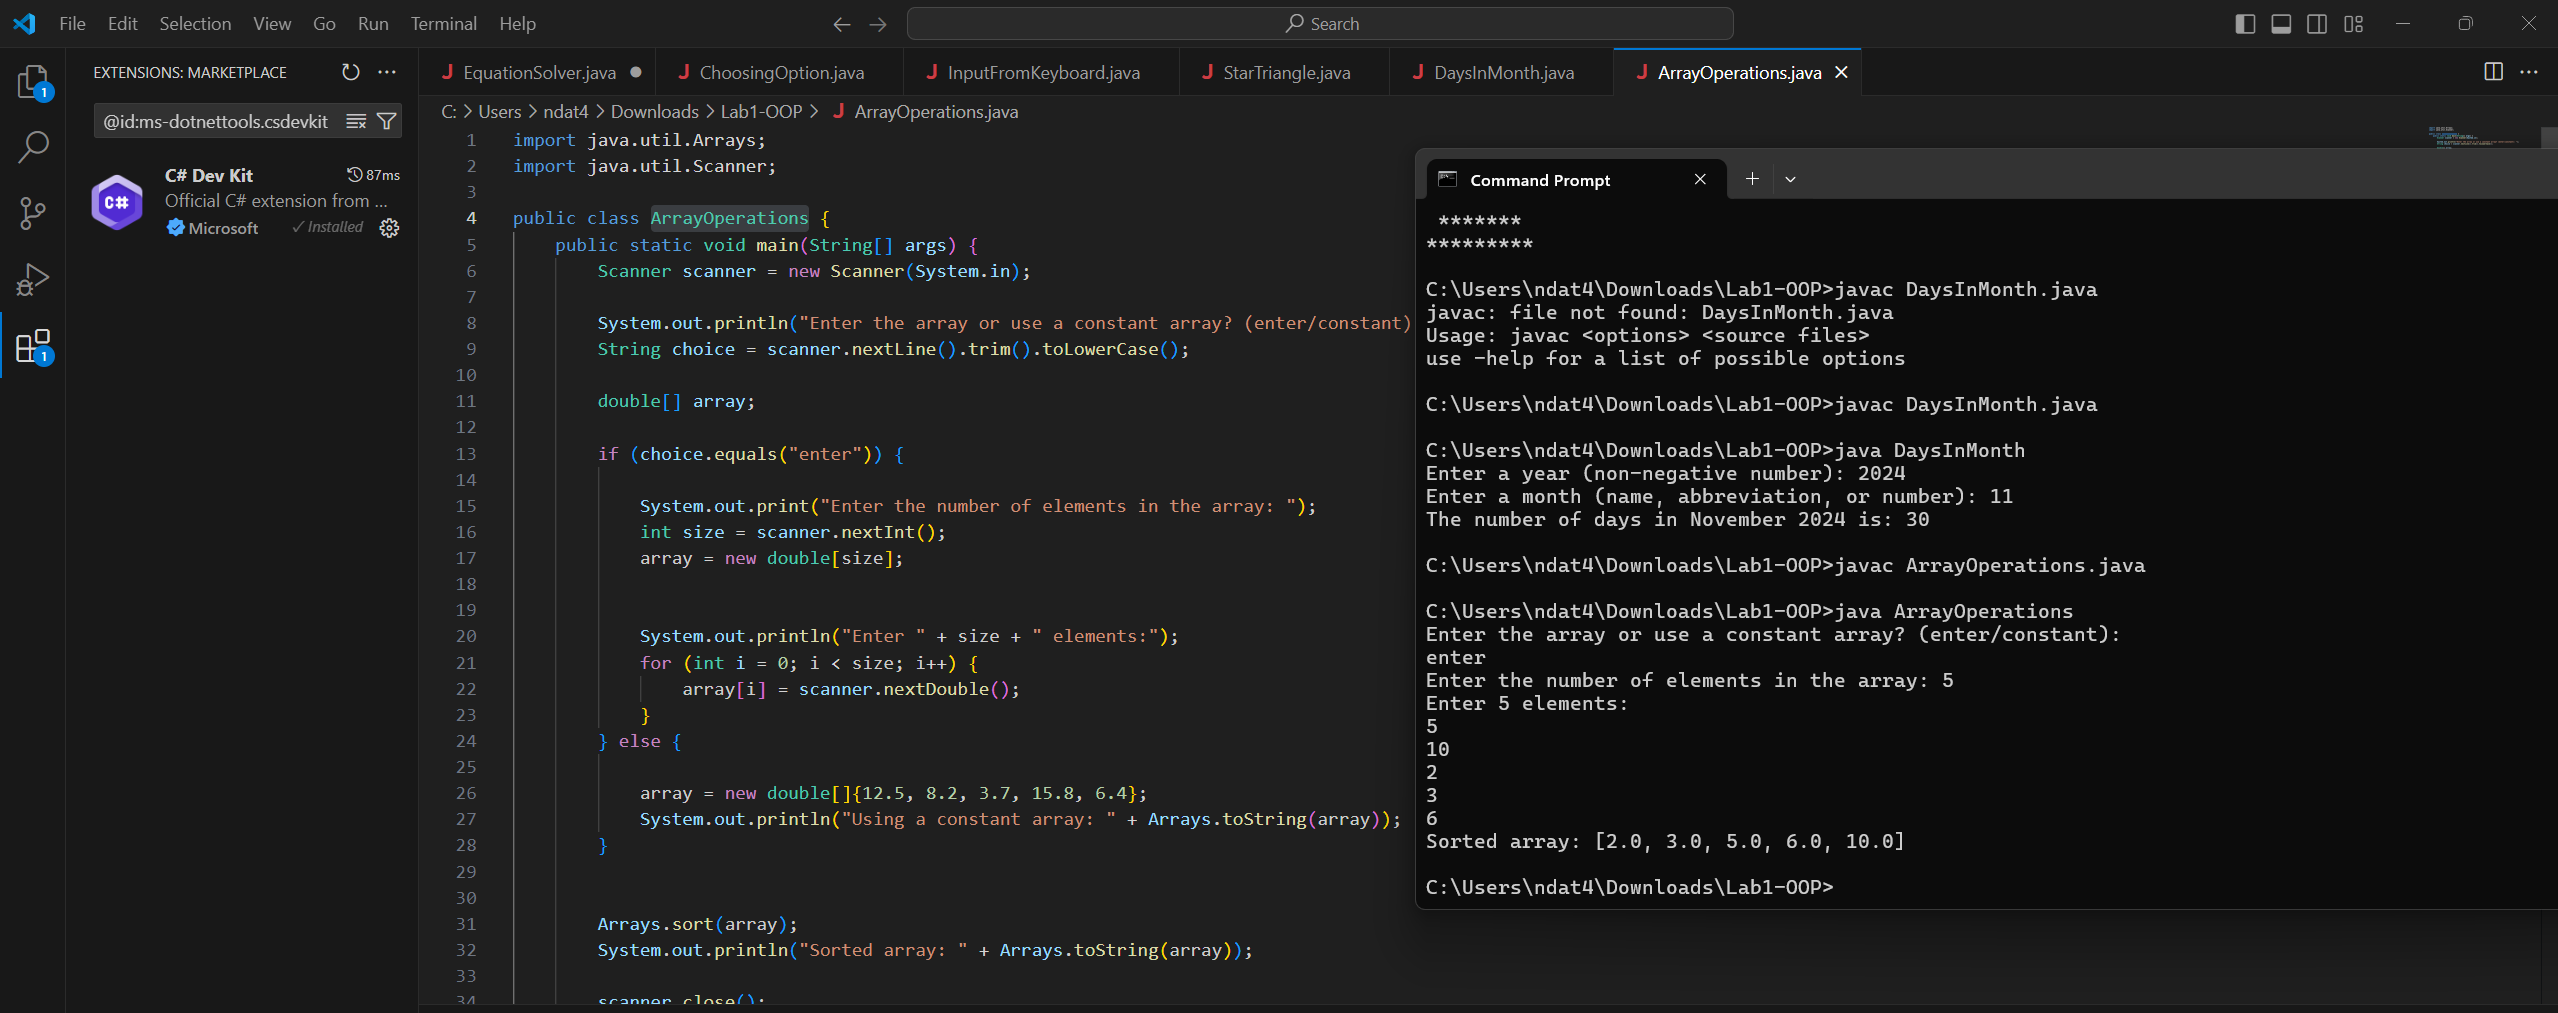 File Edit Selection View Go Run Terminal Help
Search
EXTENSIONS: MARKETPLACE
@id:ms-dotnettools.csdevkit
C# Dev Kit 87ms
Official C# extension from ...
Microsoft ✓Installed
C#
1
1
EquationSolver.java ChoosingOption.java InputFromKeyboard.java StarTriangle.java DaysInMonth.java ArrayOperations.java
C: > Users > ndat4 > Downloads > Lab1-OOP > J ArrayOperations.java
1 import java.util.Arrays;
2 import java.util.Scanner;
3
4 public class ArrayOperations {
5 public static void main(String[] args) {
6 Scanner scanner = new Scanner(System.in);
7
8 System.out.println("Enter the array or use a constant array? (enter/constant)
9 String choice = scanner.nextLine().trim().toLowerCase();
10
11 double[] array;
12
13 if (choice.equals("enter")) {
14
15 System.out.print("Enter the number of elements in the array: ");
16 int size = scanner.nextInt();
17 array = new double[size];
18
19
20 System.out.println("Enter " + size + " elements:");
21 for (int i = 0; i < size; i++) {
22 array[i] = scanner.nextDouble();
23 }
24 } else {
25
26 array = new double[]{12.5, 8.2, 3.7, 15.8, 6.4};
27 System.out.println("Using a constant array: " + Arrays.toString(array));
28 }
29
30
31 Arrays.sort(array);
32 System.out.println("Sorted array: " + Arrays.toString(array));
33
34 scanner.close();
Command Prompt
*******
*********
C:\Users\ndat4\Downloads\Lab1-OOP>javac DaysInMonth.java
javac: file not found: DaysInMonth.java
Usage: javac <options> <source files>
use -help for a list of possible options
C:\Users\ndat4\Downloads\Lab1-OOP>javac DaysInMonth.java
C:\Users\ndat4\Downloads\Lab1-OOP>java DaysInMonth
Enter a year (non-negative number): 2024
Enter a month (name, abbreviation, or number): 11
The number of days in November 2024 is: 30
C:\Users\ndat4\Downloads\Lab1-OOP>javac ArrayOperations.java
C:\Users\ndat4\Downloads\Lab1-OOP>java ArrayOperations
Enter the array or use a constant array? (enter/constant):
enter
Enter the number of elements in the array: 5
Enter 5 elements:
5
10
2
3
6
Sorted array: [2.0, 3.0, 5.0, 6.0, 10.0]
C:\Users\ndat4\Downloads\Lab1-OOP>